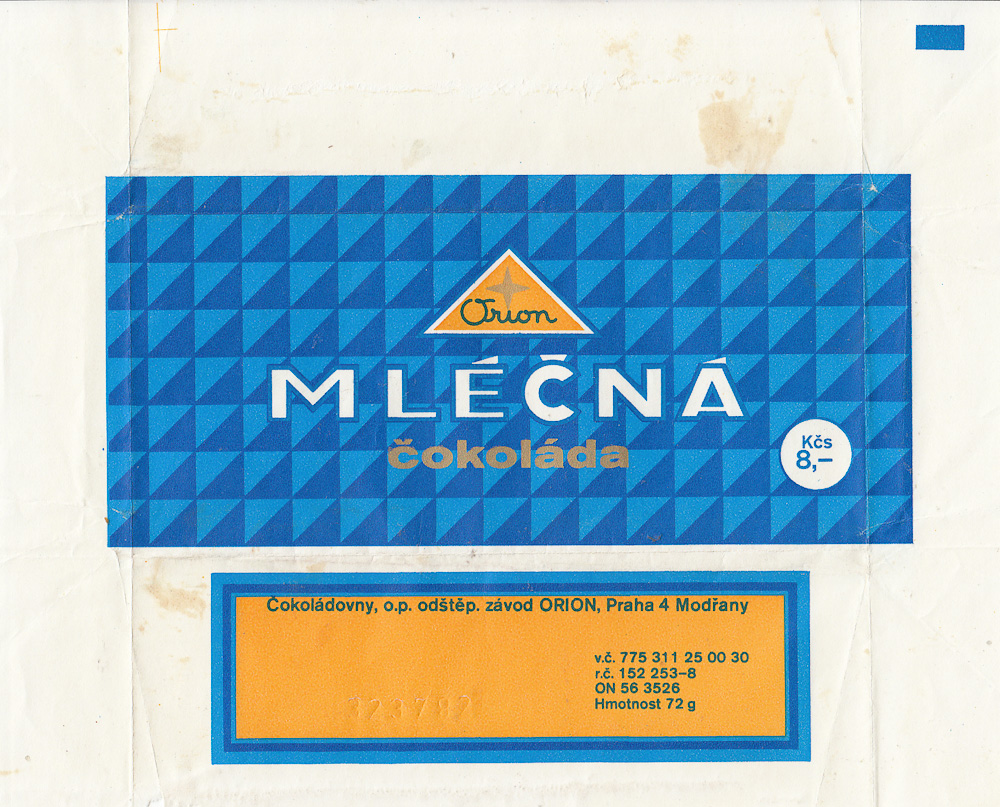 Orion
MLÉČNÁ
čokoláda
Kčs
8,–
Čokoládovny, o.p. odštěp. závod ORION, Praha 4 Modřany
v.č. 775 311 25 00 30
r.č. 152 253–8
ON 56 3526
Hmotnost 72 g